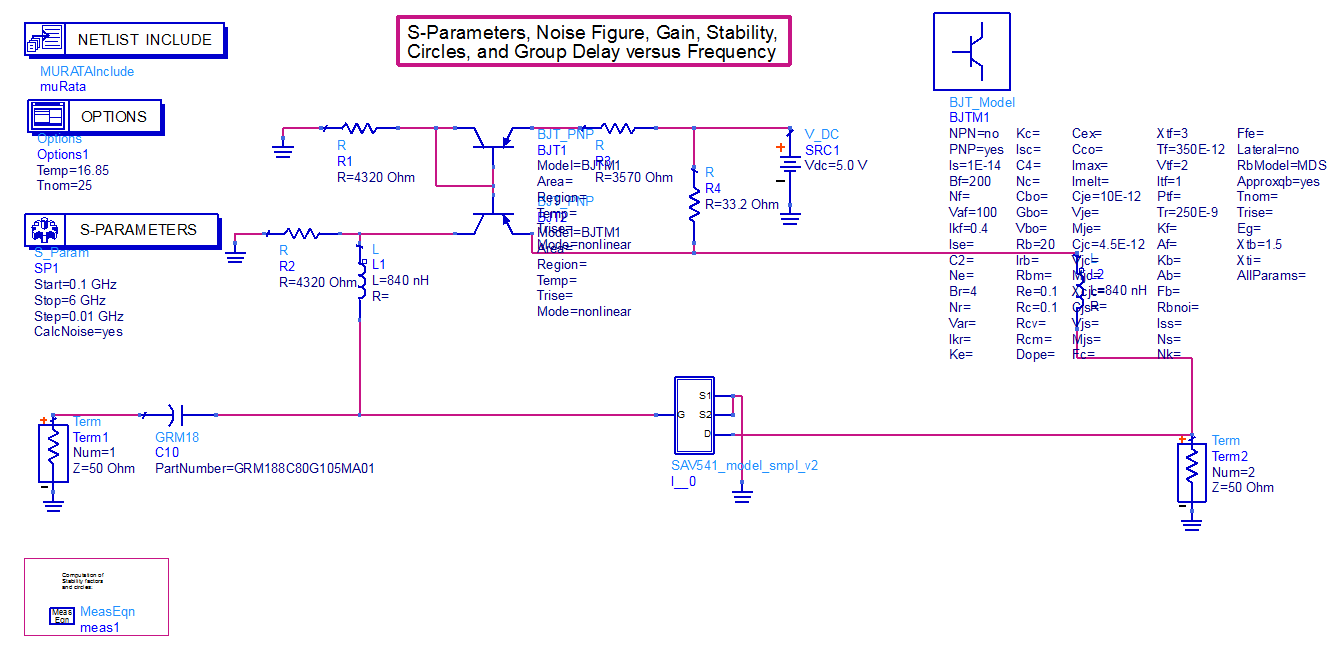 NETLIST INCLUDE
MURATAInclude
muRata
OPTIONS
Options
Options1
Temp=16.85
Tnom=25
S-PARAMETERS
S_Param
SP1
Start=0.1 GHz
Stop=6 GHz
Step=0.01 GHz
CalcNoise=yes
S-Parameters, Noise Figure, Gain, Stability,
Circles, and Group Delay versus Frequency
R
R1
R=4320 Ohm
BJT_PNP
BJT1
Model=BJTM1
Area=
Region=
Temp=
Trise=
Mode=nonlinear
R
R3
R=3570 Ohm
R
R4
R=33.2 Ohm
V_DC
SRC1
Vdc=5.0 V
+
-
R
R2
R=4320 Ohm
L
L1
L=840 nH
R=
BJT_PNP
BJT2
Model=BJTM1
Area=
Region=
Temp=
Trise=
Mode=nonlinear
BJT_Model
BJTM1
NPN=no
PNP=yes
Is=1E-14
Bf=200
Nf=
Vaf=100
Ikf=0.4
Ise=
C2=
Ne=
Br=4
Nr=
Var=
Ikr=
Ke=
Kc=
Isc=
C4=
Nc=
Cbo=
Gbo=
Vbo=
Rb=20
Irb=
Rbm=
Re=0.1
Rc=0.1
Rcv=
Rcm=
Dope=
Cex=
Cco=
Imax=
Imelt=
Cje=10E-12
Vje=
Mje=
Cjc=4.5E-12
Vjc=
Mjc=
Xcjc=
Cjs=
Vjs=
Mjs=
Fc=
Xtf=3
Tf=350E-12
Vtf=2
Itf=1
Ptf=
Tr=250E-9
Kf=
Af=
Kb=
Ab=
Fb=
Rbnoi=
Iss=
Ns=
Nk=
Ffe=
Lateral=no
RbModel=MDS
Approxqb=yes
Tnom=
Trise=
Eg=
Xtb=1.5
Xti=
AllParams=
L
L2
L=840 nH
R=
+
Term
Term1
Num=1
Z=50 Ohm
-
GRM18
C10
PartNumber=GRM188C80G105MA01
G
S1
S2
D
SAV541_model_smpl_v2
I__0
+
Term
Term2
Num=2
Z=50 Ohm
-
Computation of
Stability factors
and circles.
Meas
Eqn
MeasEqn
meas1